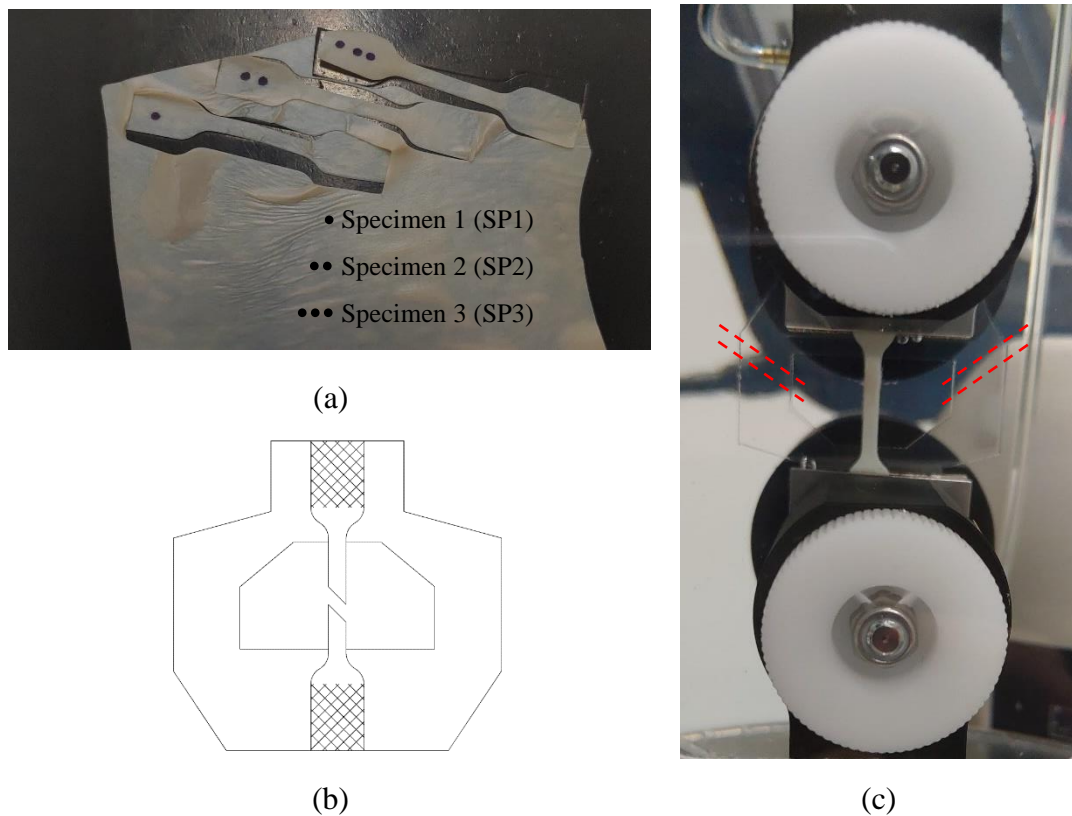 • Specimen 1 (SP1)
•• Specimen 2 (SP2)
••• Specimen 3 (SP3)
(a)
(b)
(c)